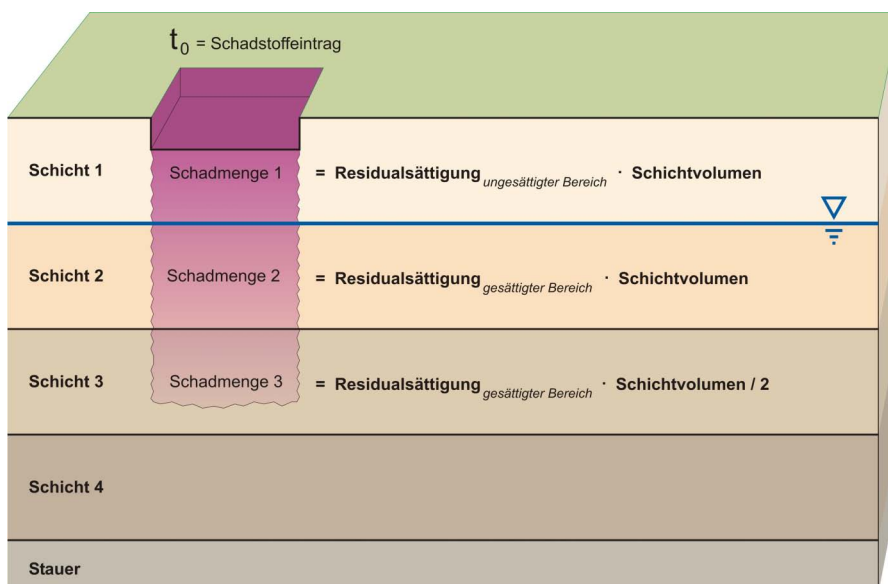 t₀ = Schadstoffeintrag
Schicht 1 Schadmenge 1 = Residualsättigung ungesättigter Bereich · Schichtvolumen
Schicht 2 Schadmenge 2 = Residualsättigung gesättigter Bereich · Schichtvolumen
Schicht 3 Schadmenge 3 = Residualsättigung gesättigter Bereich · Schichtvolumen / 2
Schicht 4
Stauer